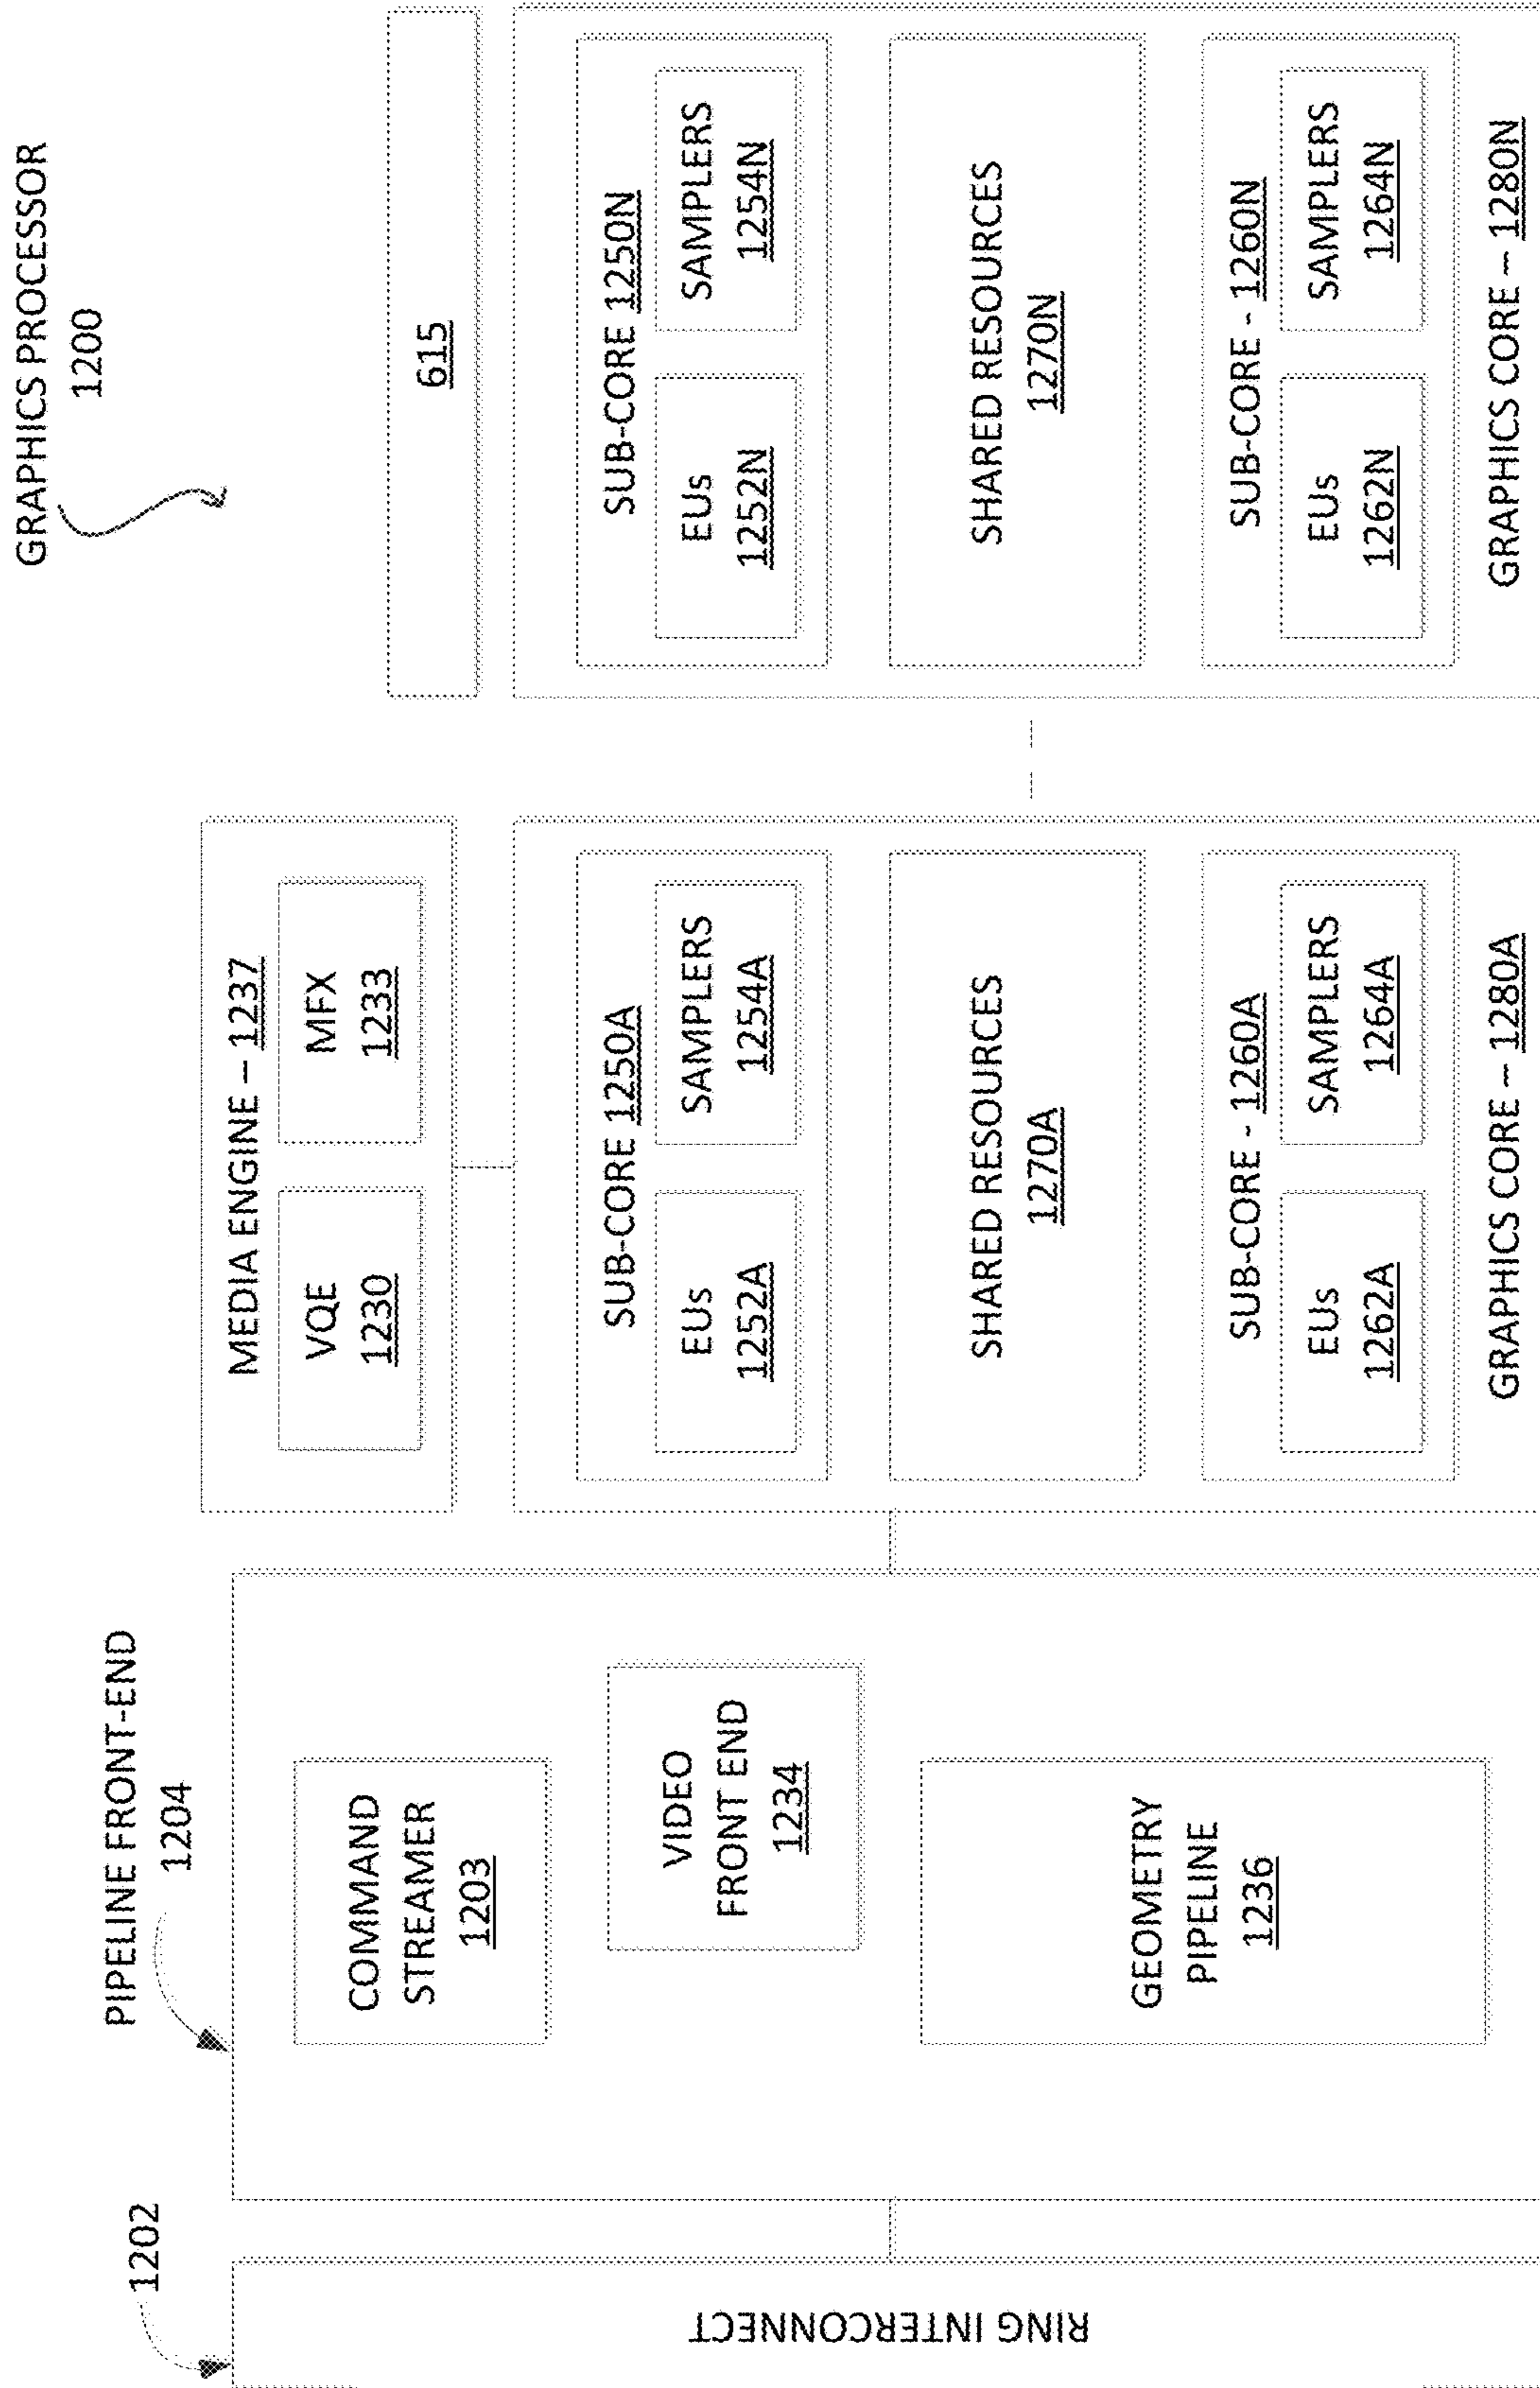 GRAPHICS PROCESSOR
1200
PIPELINE FRONT-END
1204
1202
RING INTERCONNECT
COMMAND
STREAMER
1203
VIDEO
FRONT END
1234
GEOMETRY
PIPELINE
1236
MEDIA ENGINE – 1237
VQE
1230
MFX
1233
SUB-CORE 1250A
EUs
1252A
SAMPLERS
1254A
SHARED RESOURCES
1270A
SUB-CORE - 1260A
EUs
1262A
SAMPLERS
1264A
GRAPHICS CORE – 1280A
615
SUB-CORE 1250N
EUs
1252N
SAMPLERS
1254N
SHARED RESOURCES
1270N
SUB-CORE - 1260N
EUs
1262N
SAMPLERS
1264N
GRAPHICS CORE – 1280N